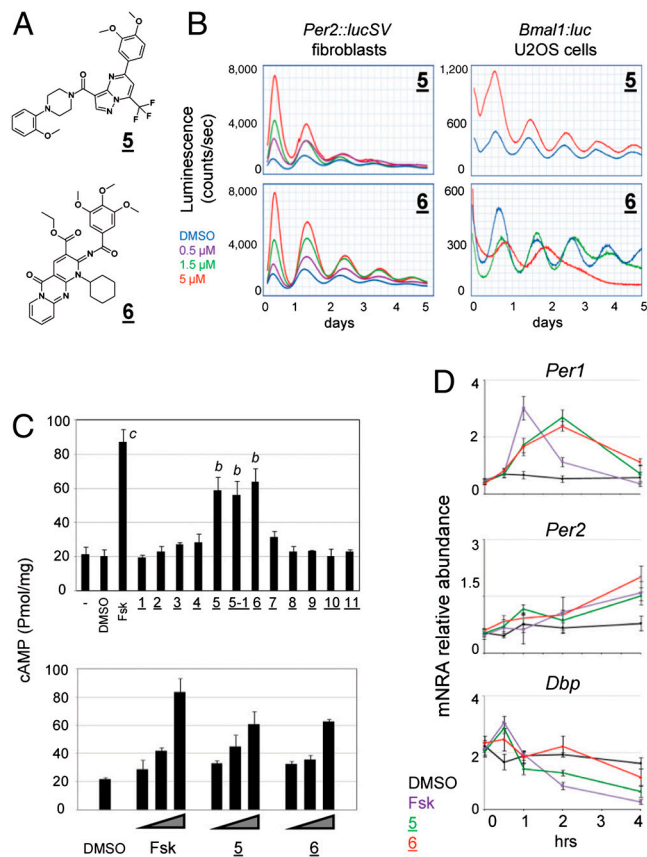 A
O
O
O
N
N
N
N
N
O
F
F
F
5
O
O
O
O
O
N
O
O
N
N
N
6
B
Per2::lucSV
fibroblasts
Bmal1:luc
U2OS cells
Luminescence
(counts/sec)
8,000
4,000
0
5
1,200
600
0
5
8,000
4,000
0
6
600
300
0
6
DMSO
0.5 µM
1.5 µM
5 µM
0 1 2 3 4 5
days
0 1 2 3 4 5
days
C
cAMP (Pmol/mg)
100
80
60
40
20
0
c
b b b
- DMSO Fsk 1 2 3 4 5 5-1 6 7 8 9 10 11
100
80
60
40
20
0
DMSO Fsk 5 6
D
mNRA relative abundance
Per1
4
2
0
Per2
3
1.5
0
Dbp
4
2
0
0 1 2 3 4
hrs
DMSO
Fsk
5
6